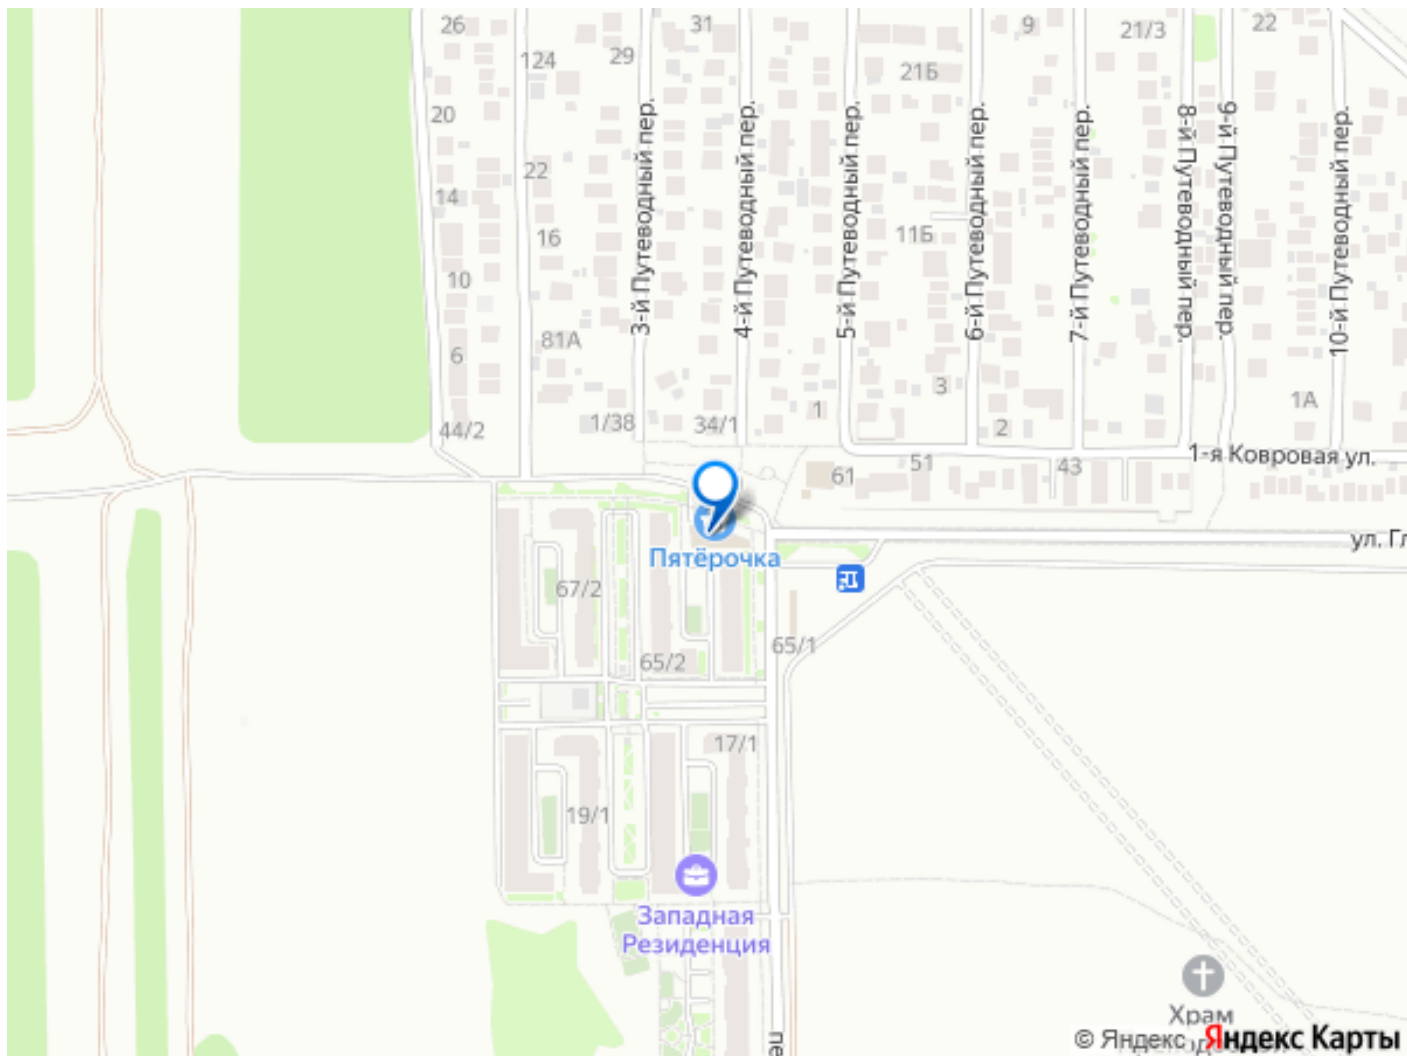 26
31
9
21/3
22
29
124
21Б
20
3-й Путеводный пер.
4-й Путеводный пер.
5-й Путеводный пер.
6-й Путеводный пер.
7-й Путеводный пер.
8-й Путеводный пер.
9-й Путеводный пер.
10-й Путеводный пер.
22
14
16
11Б
10
81А
6
3
1А
1
1/38
34/1
2
44/2
1-я Ковровая ул.
51
43
61
ул. Гл
Пятёрочка
67/2
65/1
65/2
17/1
19/1
Западная
Резиденция
Храм
пе
© Яндекс Яндекс Карты